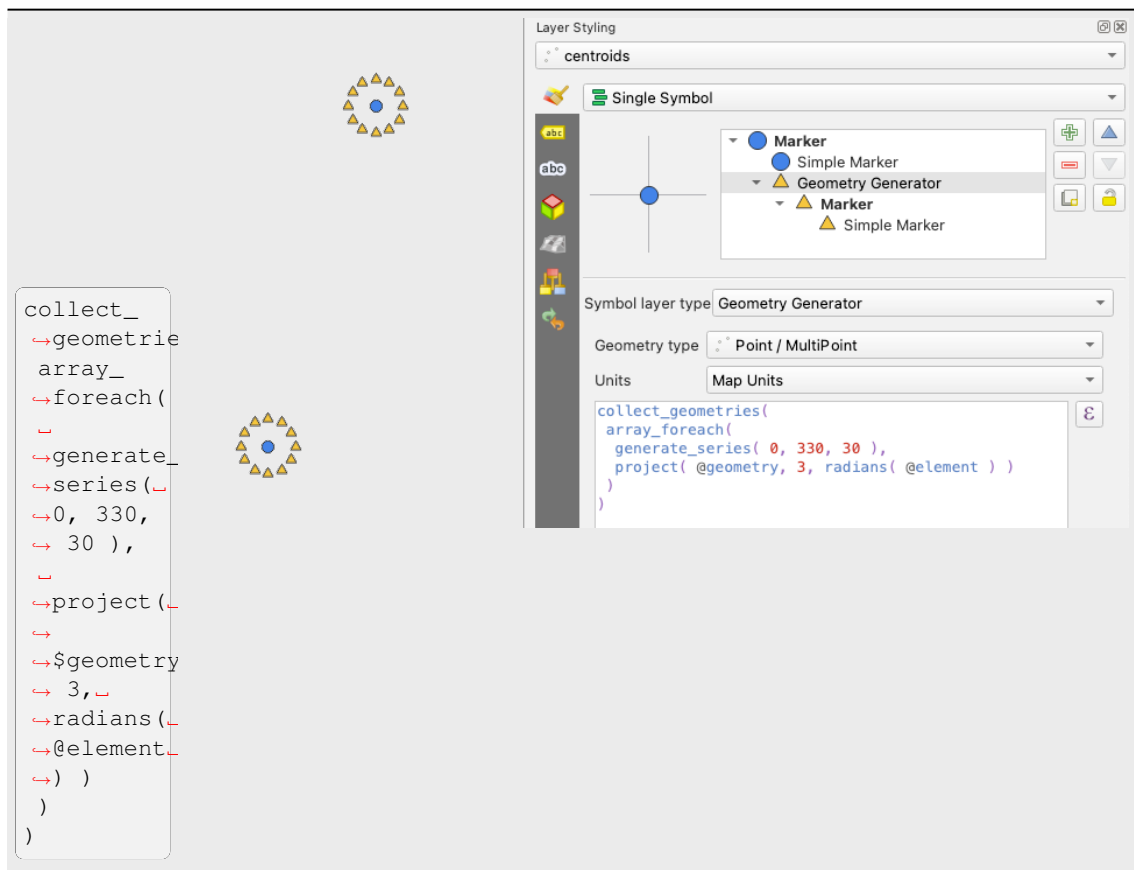 Layer Styling
centroids
Single Symbol
abc
abc
Marker
Simple Marker
Geometry Generator
Marker
Simple Marker
Symbol layer type Geometry Generator
Geometry type Point / MultiPoint
Units Map Units
collect_geometries(
array_foreach(
generate_series( 0, 330, 30 ),
project( @geometry, 3, radians( @element ) )
)
)
ε
collect_
↪geometrie
array_
↪foreach(
␣
↪generate_
↪series(␣
↪0, 330,
↪ 30 ),
␣
↪project(␣
↪
↪$geometry
↪ 3,␣
↪radians(␣
↪@element␣
↪) )
)
)